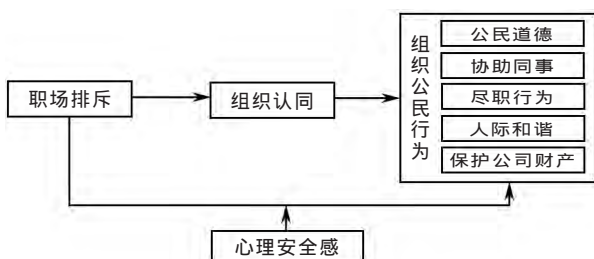 职场排斥
组织认同
组织公民行为
公民道德
协助同事
尽职行为
人际和谐
保护公司财产
心理安全感